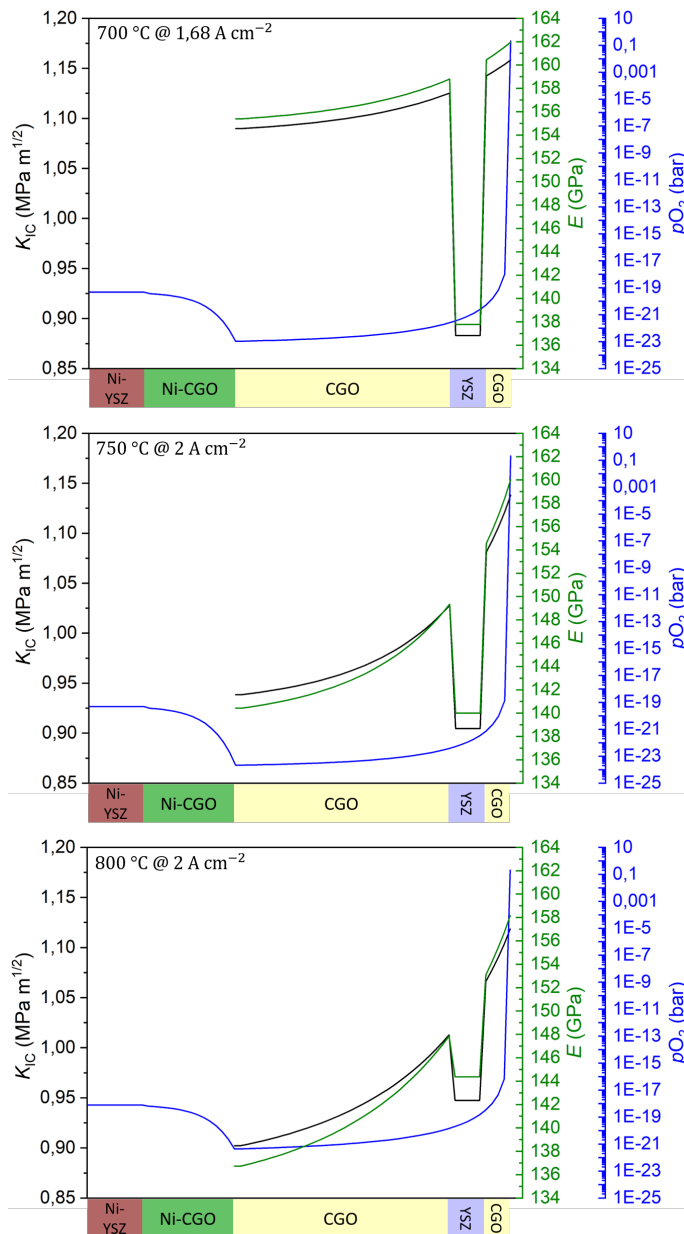 700 °C @ 1,68 A cm⁻²
K_IC (MPa m^1/2)
1,20
1,15
1,10
1,05
1,00
0,95
0,90
0,85
164
162
160
158
156
154
152
150
148
146
144
142
140
138
136
134
E (GPa)
10
0,1
0,001
1E-5
1E-7
1E-9
1E-11
1E-13
1E-15
1E-17
1E-19
1E-21
1E-23
1E-25
pO₂ (bar)
Ni-
YSZ
Ni-CGO
CGO
YSZ
CGO
750 °C @ 2 A cm⁻²
K_IC (MPa m^1/2)
1,20
1,15
1,10
1,05
1,00
0,95
0,90
0,85
164
162
160
158
156
154
152
150
148
146
144
142
140
138
136
134
E (GPa)
10
0,1
0,001
1E-5
1E-7
1E-9
1E-11
1E-13
1E-15
1E-17
1E-19
1E-21
1E-23
1E-25
pO₂ (bar)
Ni-
YSZ
Ni-CGO
CGO
YSZ
CGO
800 °C @ 2 A cm⁻²
K_IC (MPa m^1/2)
1,20
1,15
1,10
1,05
1,00
0,95
0,90
0,85
164
162
160
158
156
154
152
150
148
146
144
142
140
138
136
134
E (GPa)
10
0,1
0,001
1E-5
1E-7
1E-9
1E-11
1E-13
1E-15
1E-17
1E-19
1E-21
1E-23
1E-25
pO₂ (bar)
Ni-
YSZ
Ni-CGO
CGO
YSZ
CGO